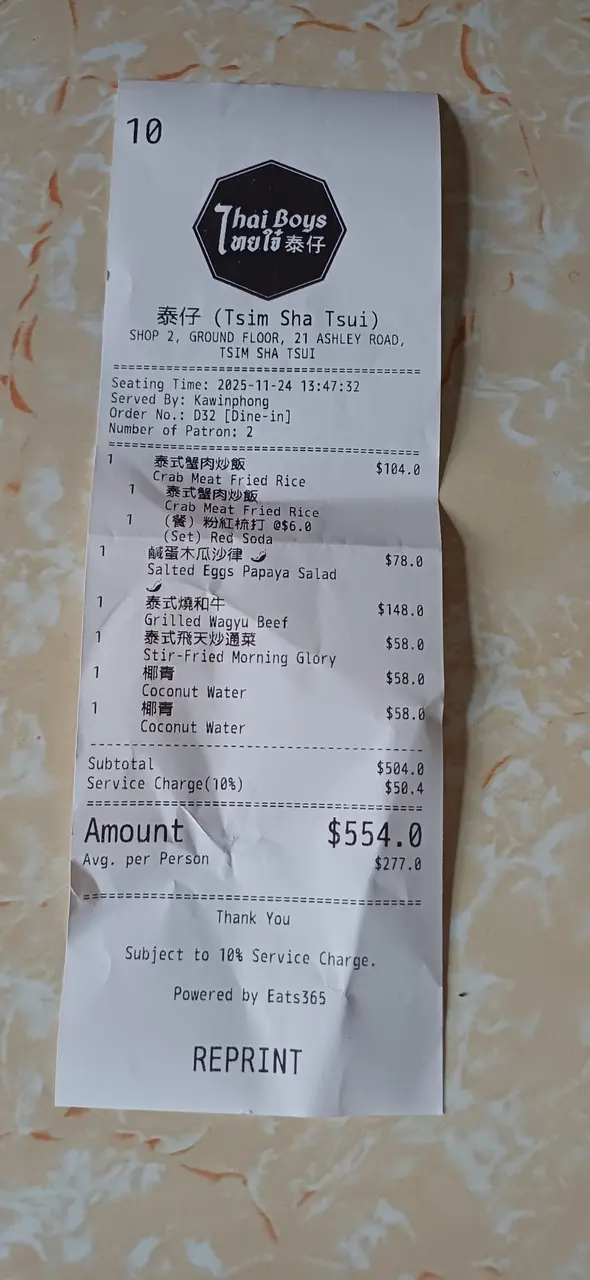 10
Thai Boys
ไทยใจ๋ 泰仔
泰仔 (Tsim Sha Tsui)
SHOP 2, GROUND FLOOR, 21 ASHLEY ROAD,
TSIM SHA TSUI
Seating Time: 2025-11-24 13:47:32
Served By: Kawinphong
Order No.: D32 [Dine-in]
Number of Patron: 2
1 泰式蟹肉炒飯 $104.0
Crab Meat Fried Rice
1 泰式蟹肉炒飯
Crab Meat Fried Rice
1 (餐) 粉紅梳打 @$6.0
(Set) Red Soda
1 鹹蛋木瓜沙律 🌶 $78.0
Salted Eggs Papaya Salad
🌶
1 泰式燒和牛 $148.0
Grilled Wagyu Beef
1 泰式飛天炒通菜 $58.0
Stir-Fried Morning Glory
1 椰青 $58.0
Coconut Water
1 椰青 $58.0
Coconut Water
Subtotal $504.0
Service Charge(10%) $50.4
Amount $554.0
Avg. per Person $277.0
Thank You
Subject to 10% Service Charge.
Powered by Eats365
REPRINT